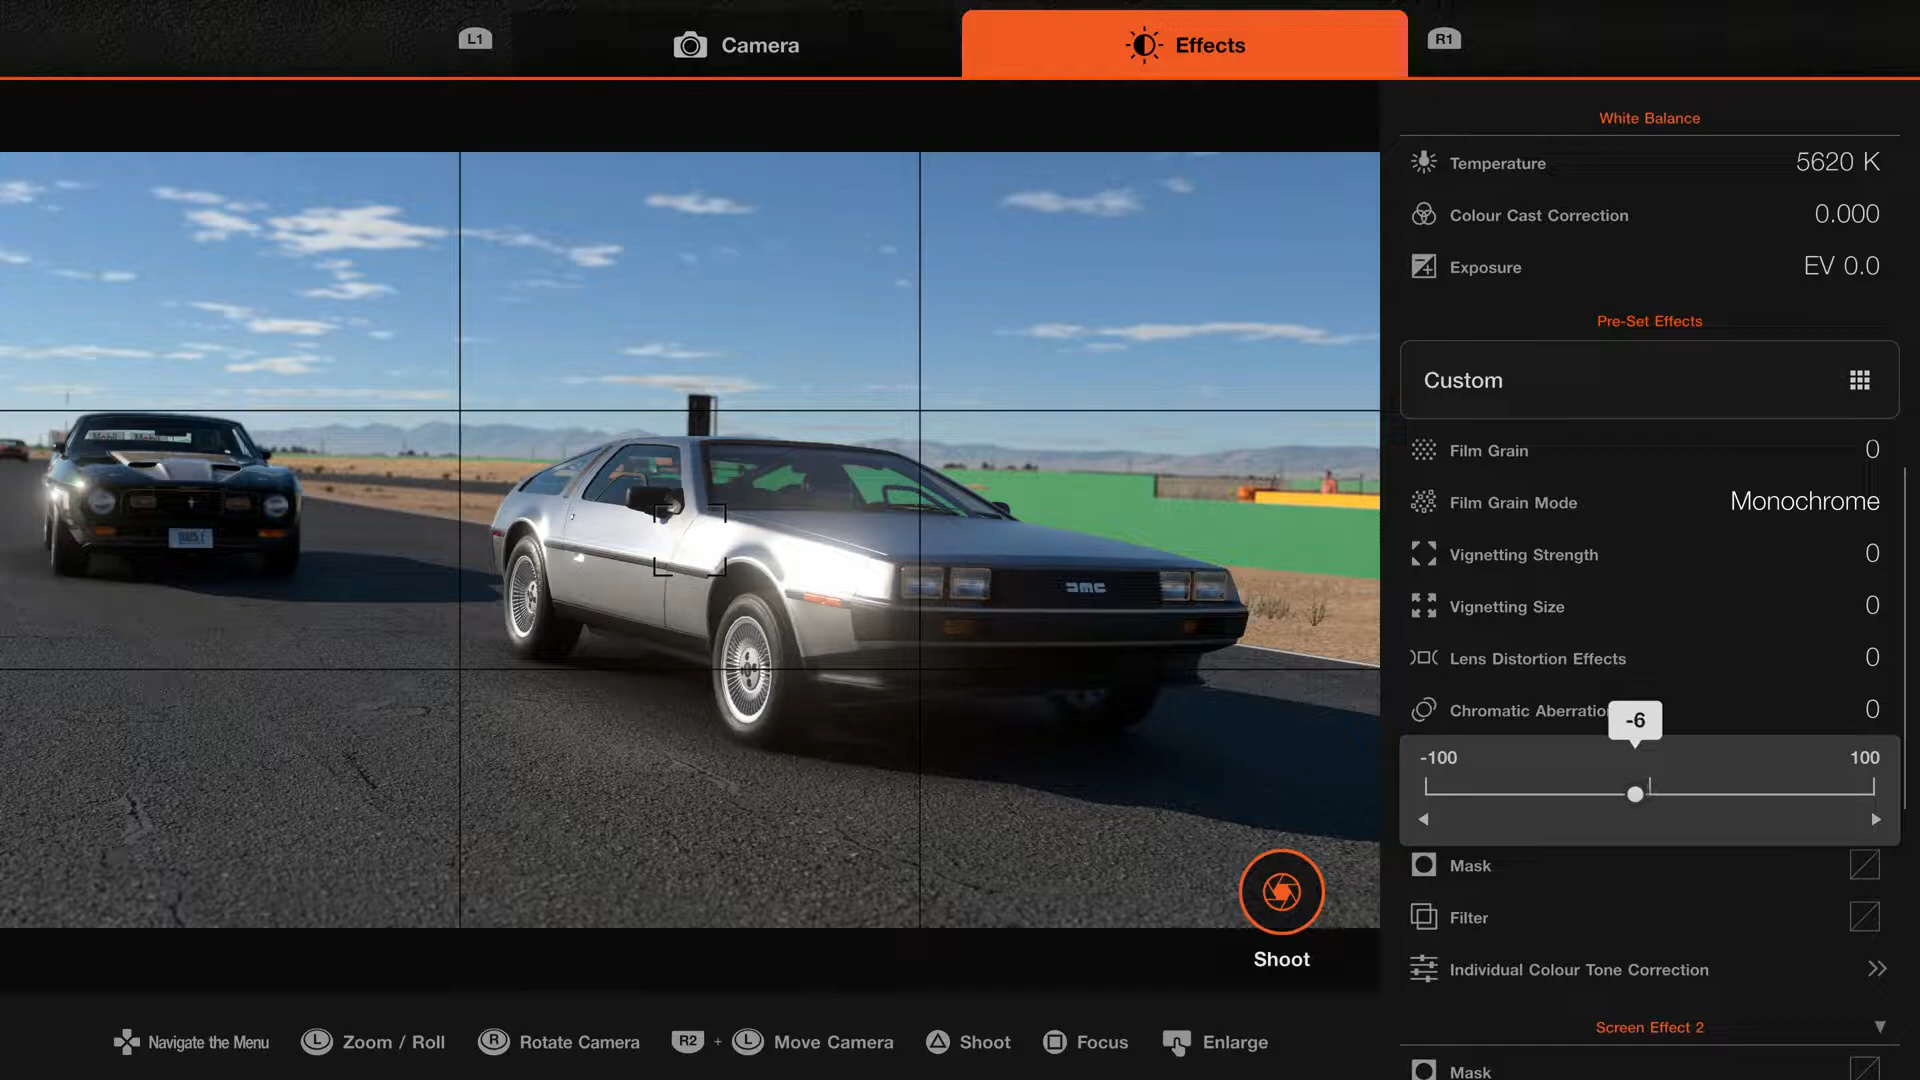 L1
Camera
Effects
R1
White Balance
Temperature 5620 K
Colour Cast Correction 0.000
Exposure EV 0.0
Pre-Set Effects
Custom
Film Grain 0
Film Grain Mode Monochrome
Vignetting Strength 0
Vignetting Size 0
Lens Distortion Effects 0
Chromatic Aberratio 0
-6
-100 100
Mask
Filter
Individual Colour Tone Correction
Screen Effect 2
Mask
DMC
Shoot
Navigate the Menu
L Zoom / Roll
R Rotate Camera
R2 + L Move Camera
Shoot
Focus
Enlarge